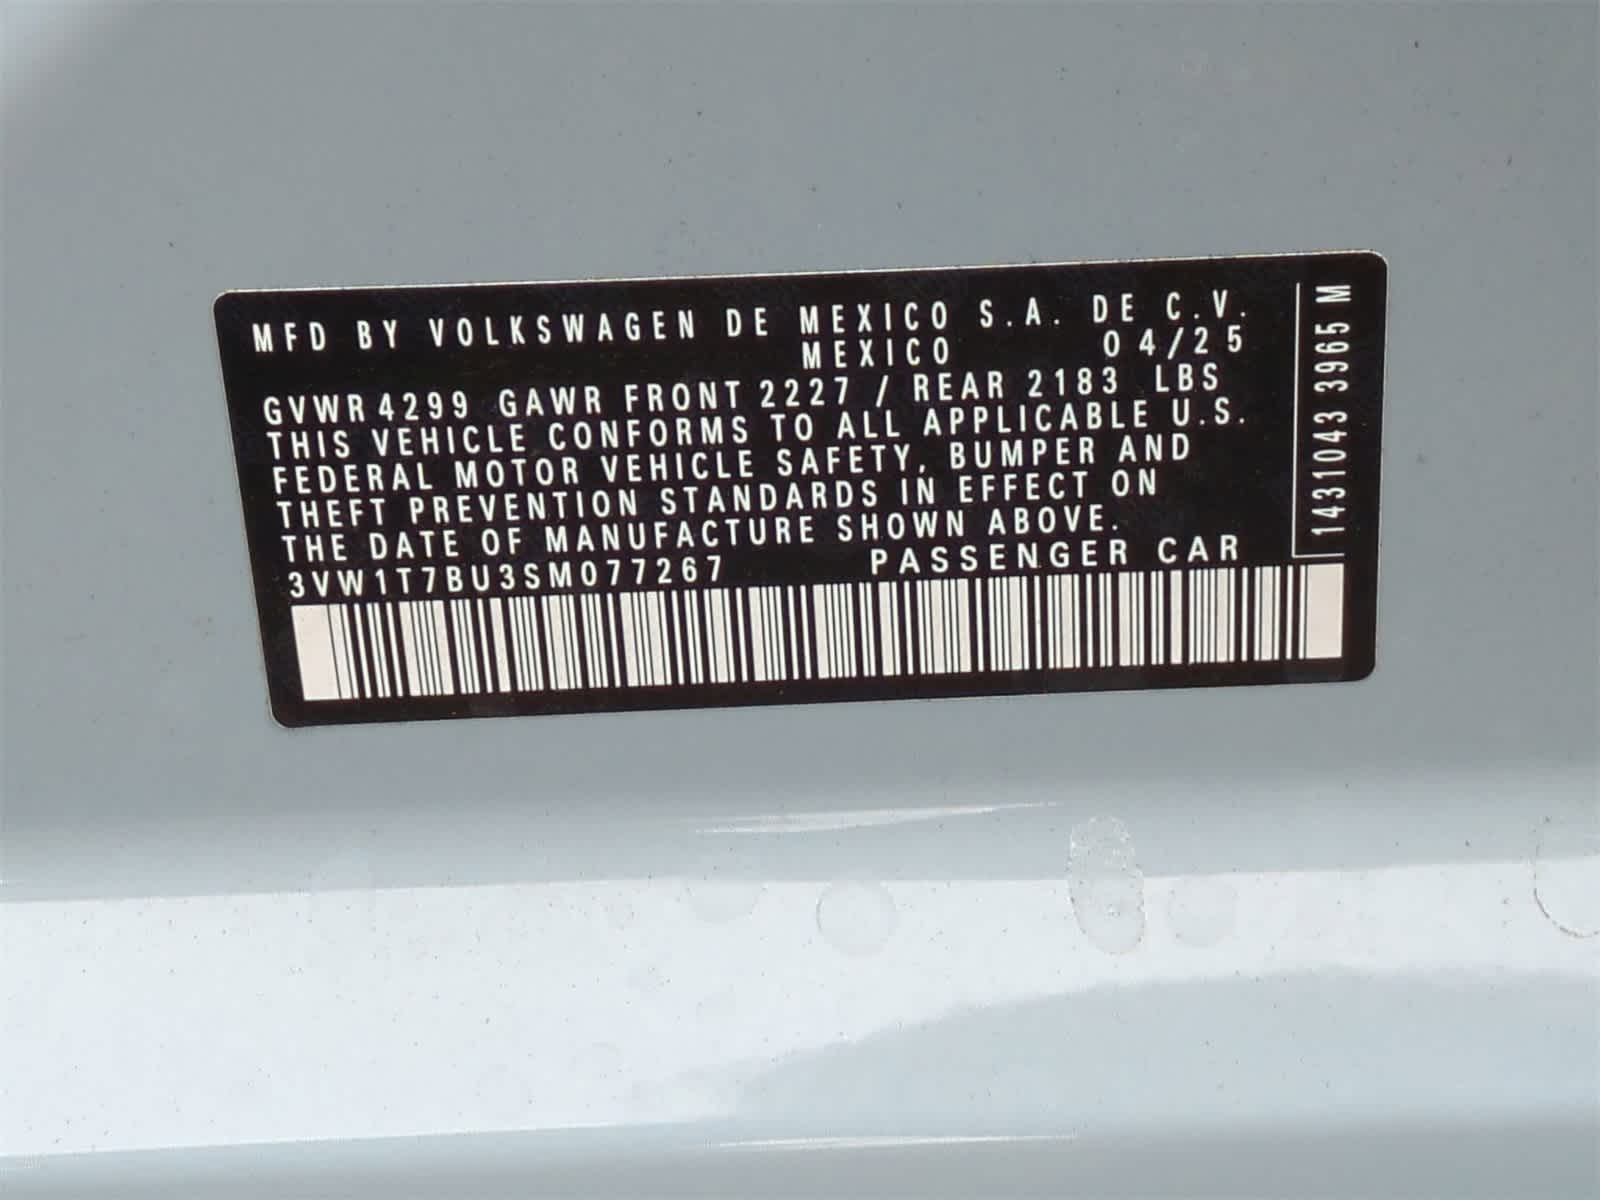 MFD BY VOLKSWAGEN DE MEXICO S.A. DE C.V.
MEXICO 04/25
GVWR 4299 GAWR FRONT 2227 / REAR 2183 LBS
THIS VEHICLE CONFORMS TO ALL APPLICABLE U.S.
FEDERAL MOTOR VEHICLE SAFETY, BUMPER AND
THEFT PREVENTION STANDARDS IN EFFECT ON
THE DATE OF MANUFACTURE SHOWN ABOVE.
3VW1T7BU3SM077267 PASSENGER CAR
1431043 3965 M